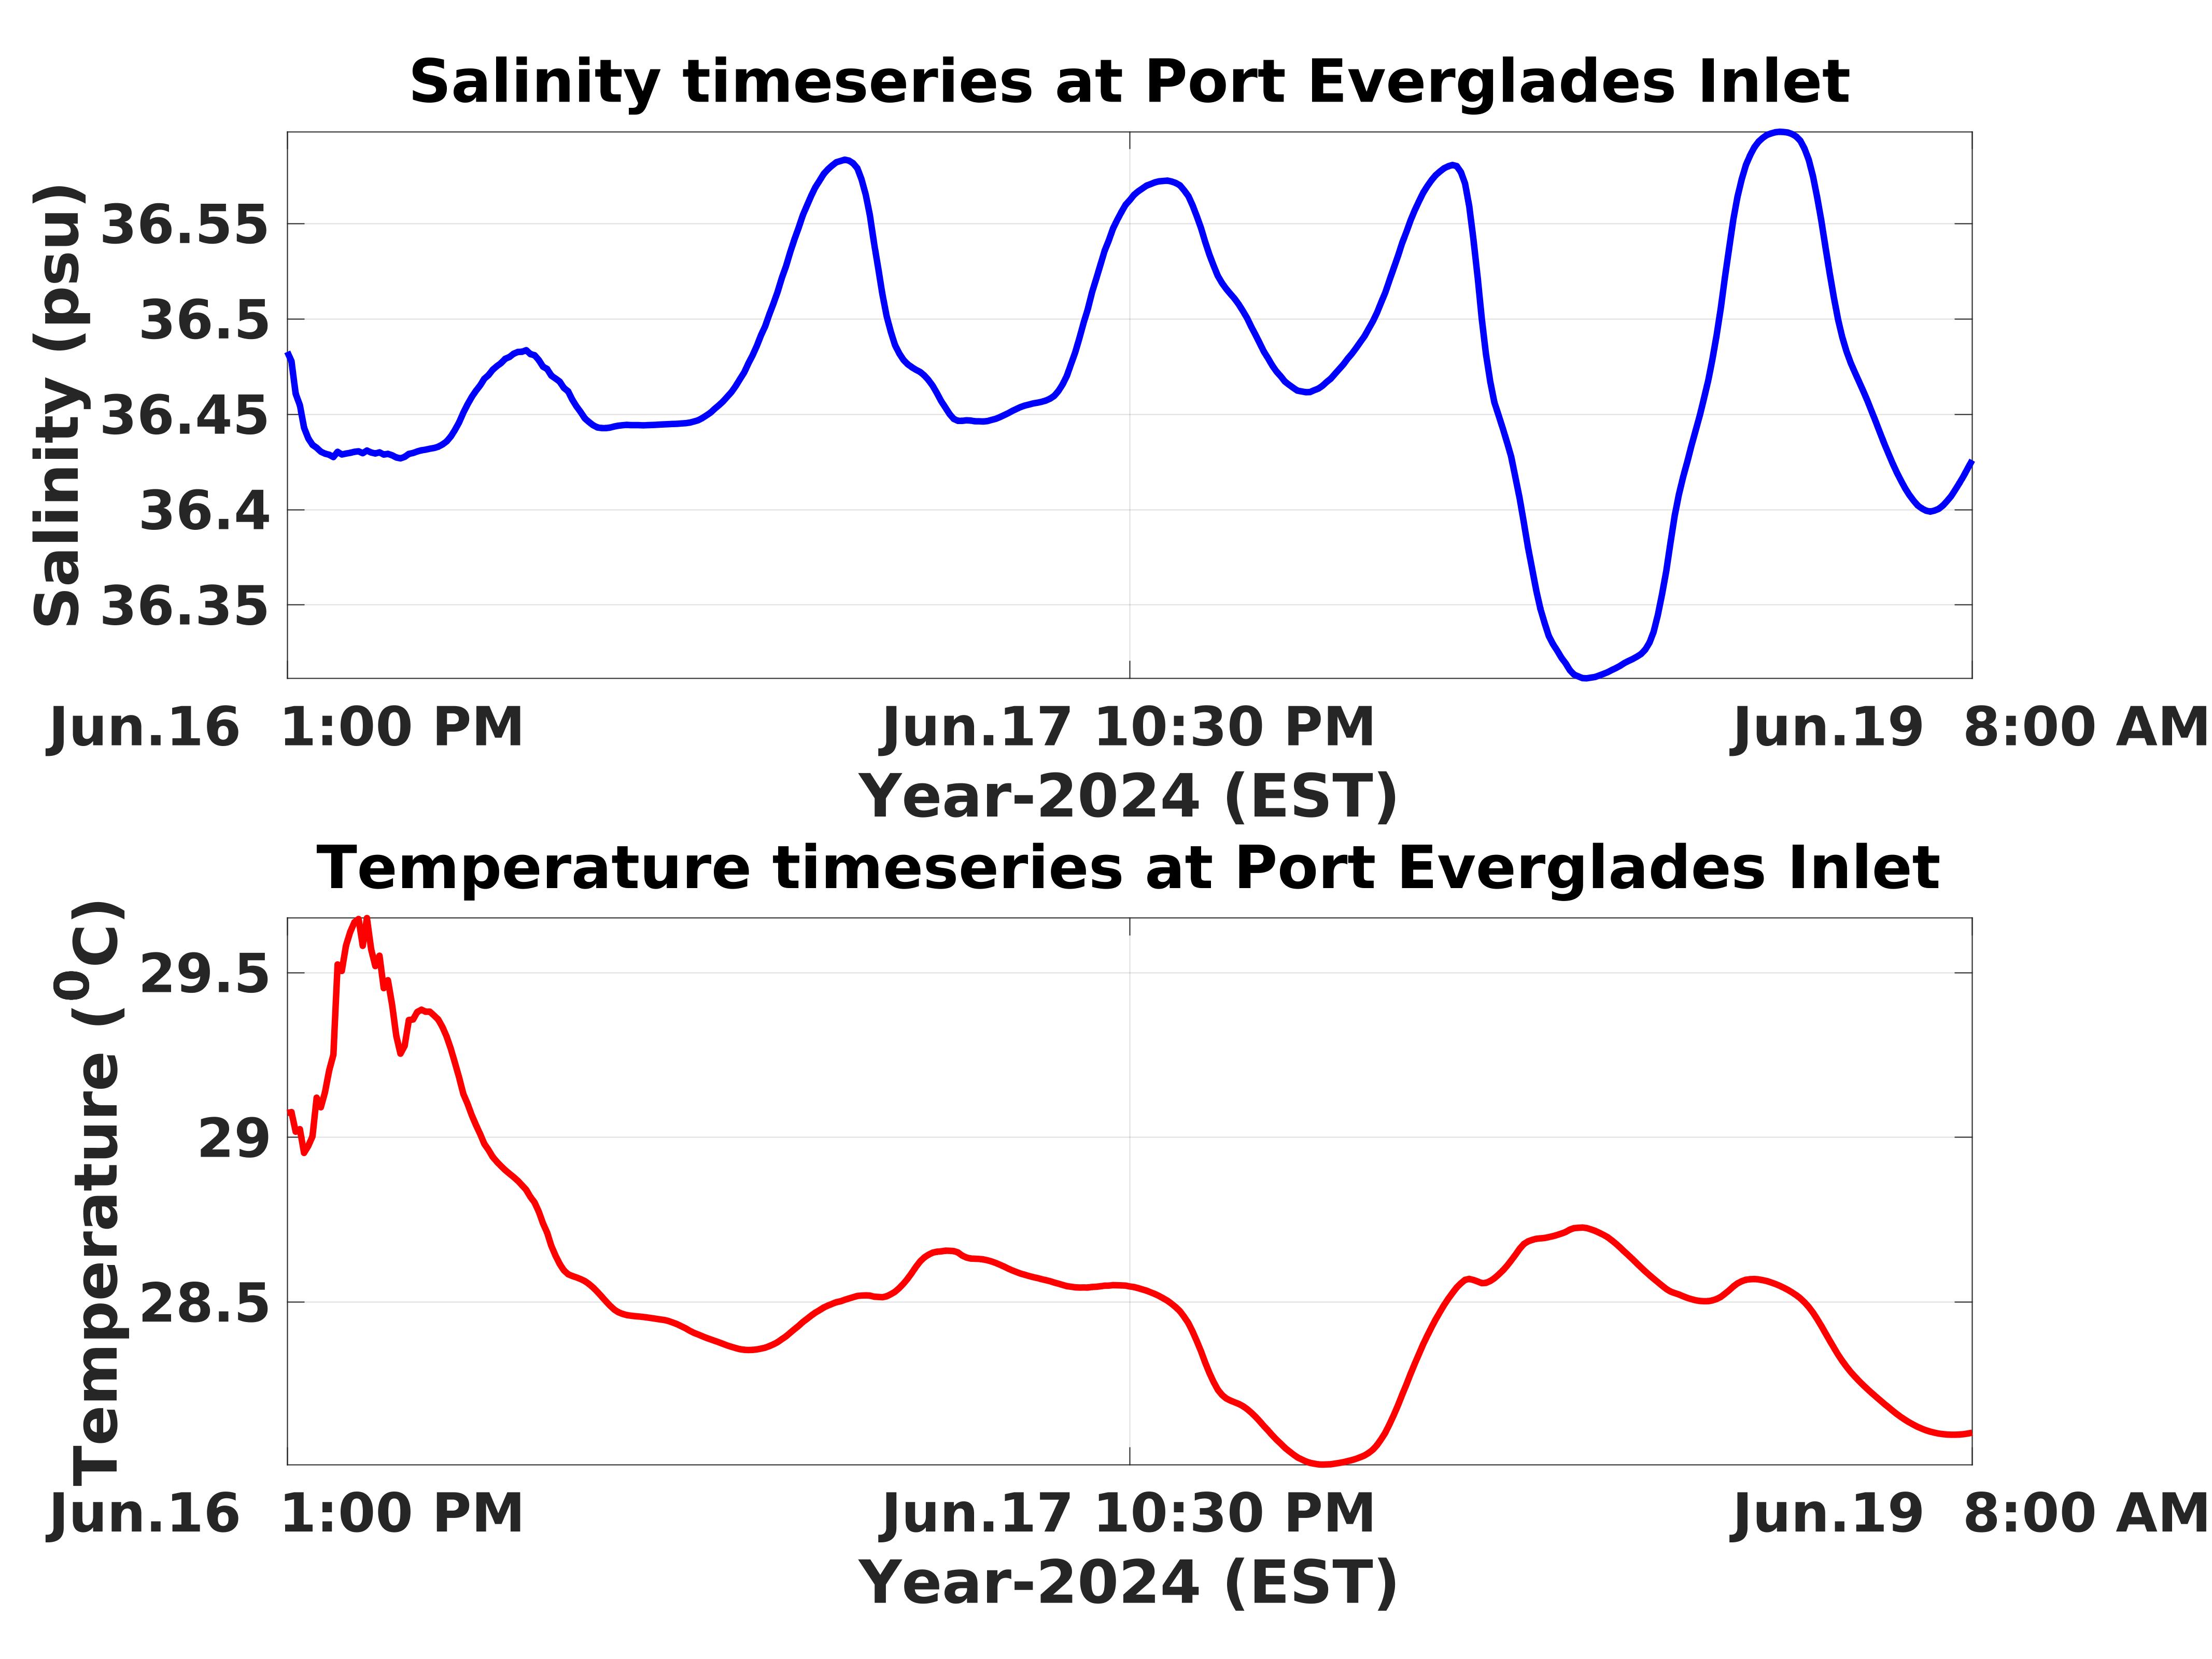 Salinity timeseries at Port Everglades Inlet
Salinity (psu)
36.55
36.5
36.45
36.4
36.35
Jun.16 1:00 PM
Jun.17 10:30 PM
Jun.19 8:00 AM
Year-2024 (EST)
Temperature timeseries at Port Everglades Inlet
Temperature (⁰C)
29.5
29
28.5
Jun.16 1:00 PM
Jun.17 10:30 PM
Jun.19 8:00 AM
Year-2024 (EST)